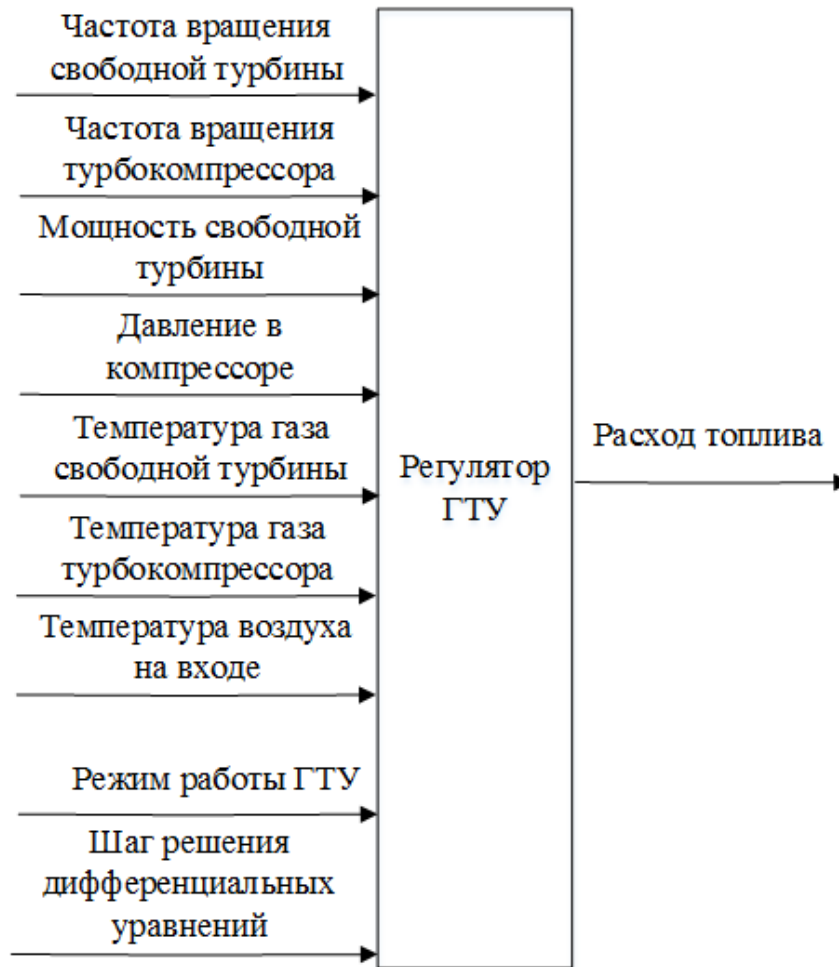 Частота вращения
свободной турбины
Частота вращения
турбокомпрессора
Мощность свободной
турбины
Давление в
компрессоре
Температура газа
свободной турбины
Температура газа
турбокомпрессора
Температура воздуха
на входе
Режим работы ГТУ
Шаг решения
дифференциальных
уравнений
Регулятор
ГТУ
Расход топлива